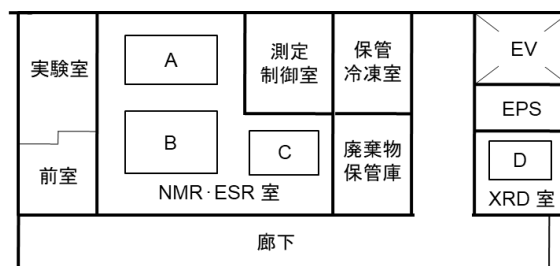 実験室
前室
A
B
C
NMR·ESR 室
測定
制御室
保管
冷凍室
廃棄物
保管庫
EV
EPS
D
XRD 室
廊下